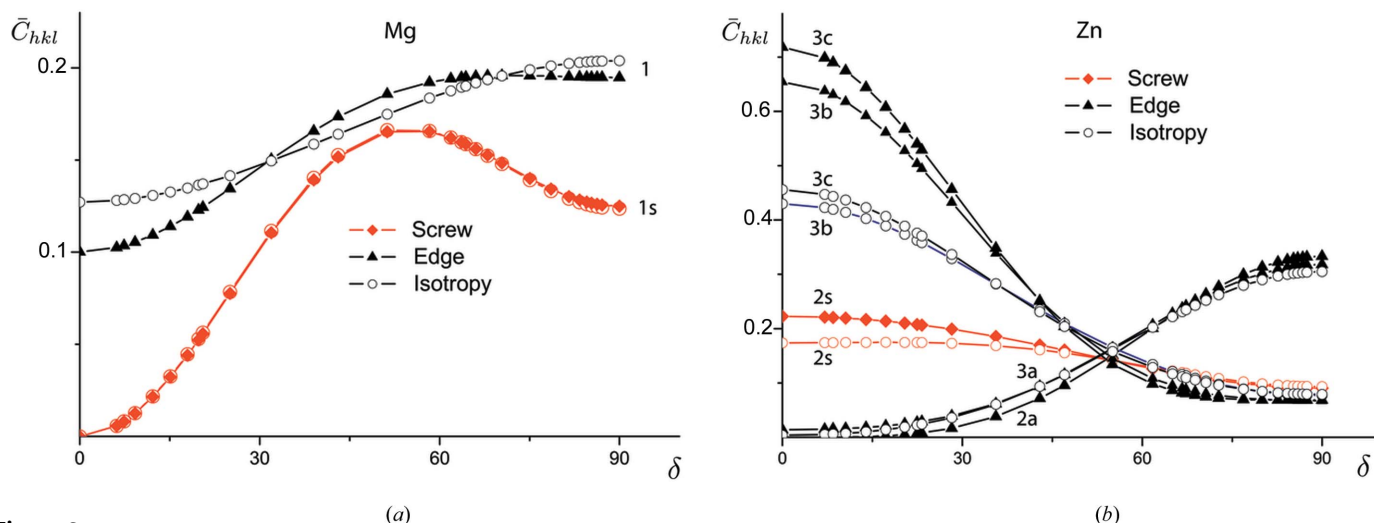 C̄hkl
Mg
0.2
0.1
0
30
60
90
δ
1
1s
Screw
Edge
Isotropy
(a)
C̄hkl
Zn
0.6
0.4
0.2
0
30
60
90
δ
3c
3b
3c
3b
2s
2s
3a
2a
Screw
Edge
Isotropy
(b)